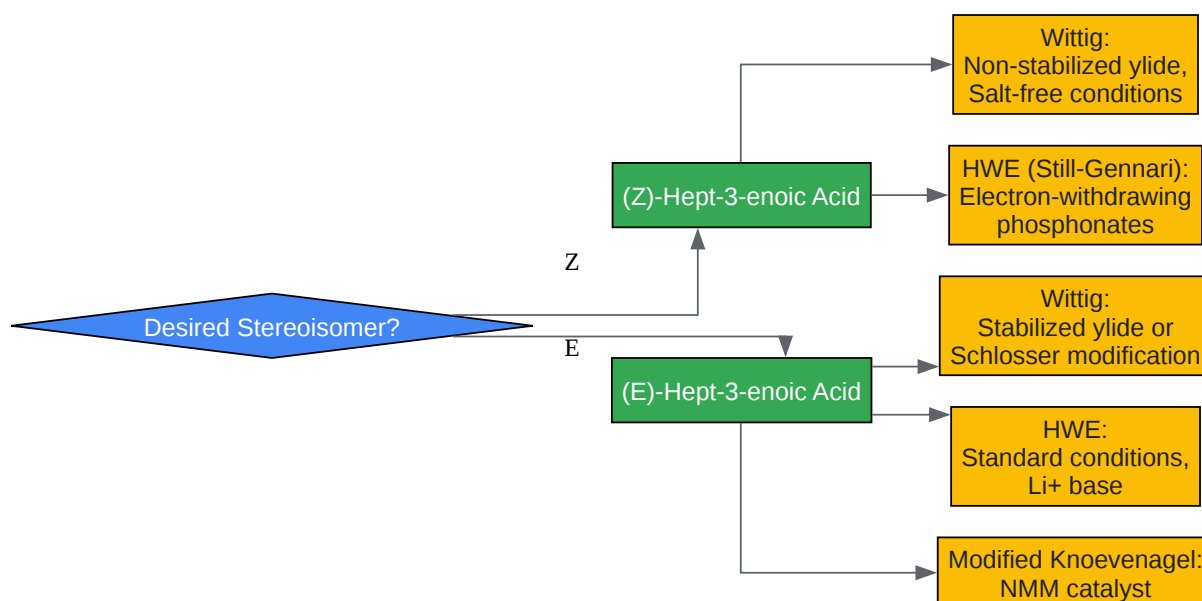 Wittig:
Non-stabilized ylide,
Salt-free conditions
(Z)-Hept-3-enoic Acid
HWE (Still-Gennari):
Electron-withdrawing
phosphonates
Z
Desired Stereoisomer?
E
Wittig:
Stabilized ylide or
Schlosser modification
(E)-Hept-3-enoic Acid
HWE:
Standard conditions,
Li+ base
Modified Knoevenagel:
NMM catalyst